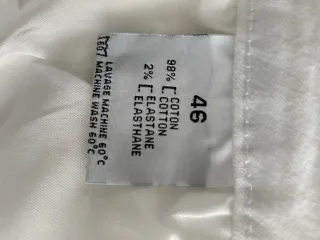 46
98% [ COTON
COTTON
2% [ ELASTANE
ELASTHANE
LAVAGE MACHINE 60°C
MACHINE WASH 60°C